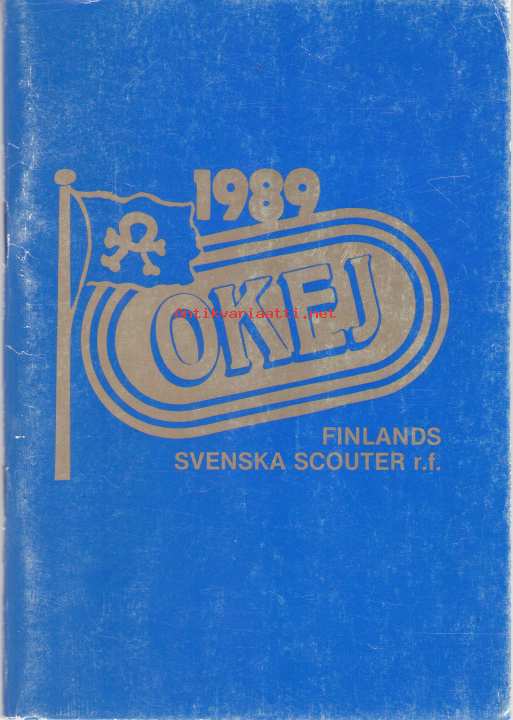 1989
OKEJ
Antikvariaatti.net
FINLANDS
SVENSKA SCOUTER r.f.